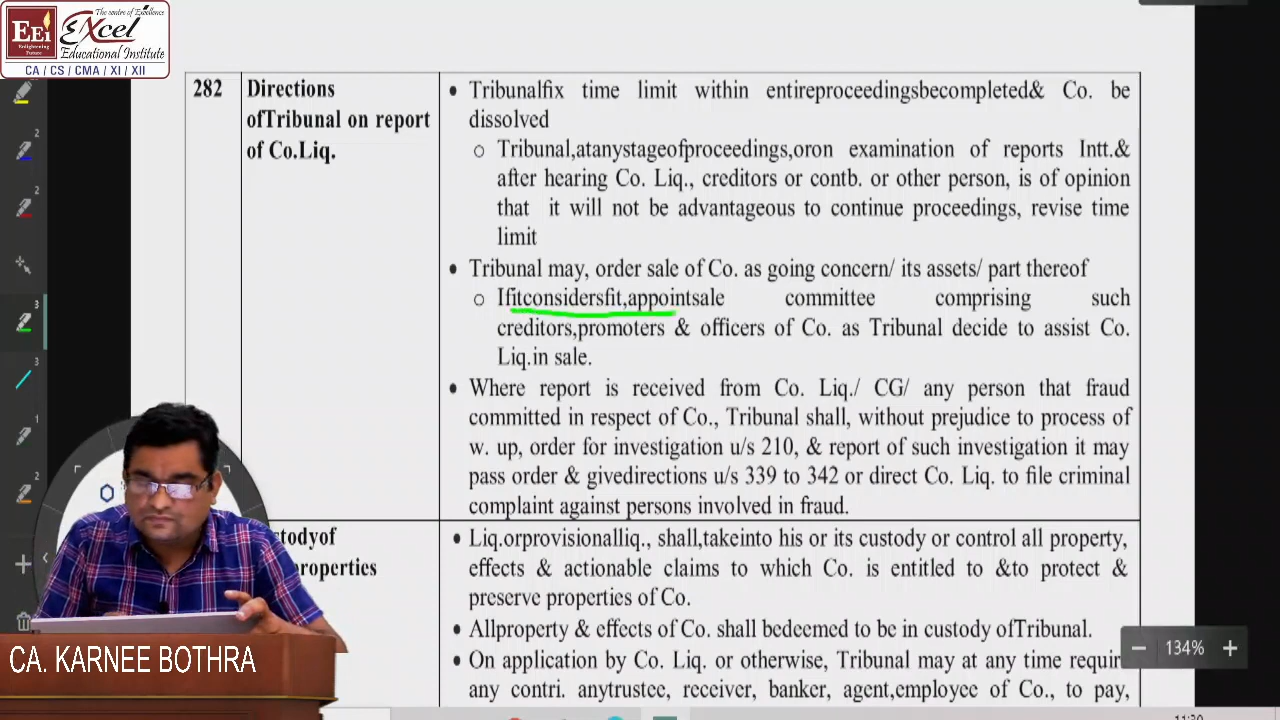 The centre of Excellence
EEi
Enlightening
Future
Excel
Educational Institute
CA / CS / CMA / XI / XII
282
Directions
ofTribunal on report
of Co.Liq.
• Tribunalfix time limit within entireproceedingsbecompleted& Co. be
dissolved
o Tribunal,atanystageofproceedings,oron examination of reports Intt.&
after hearing Co. Liq., creditors or contb. or other person, is of opinion
that it will not be advantageous to continue proceedings, revise time
limit
• Tribunal may, order sale of Co. as going concern/ its assets/ part thereof
o Ifitconsidersfit,appointsale committee comprising such
creditors,promoters & officers of Co. as Tribunal decide to assist Co.
Liq.in sale.
• Where report is received from Co. Liq./ CG/ any person that fraud
committed in respect of Co., Tribunal shall, without prejudice to process of
w. up, order for investigation u/s 210, & report of such investigation it may
pass order & givedirections u/s 339 to 342 or direct Co. Liq. to file criminal
complaint against persons involved in fraud.
stodyof
roperties
• Liq.orprovisionalliq., shall,takeinto his or its custody or control all property,
effects & actionable claims to which Co. is entitled to &to protect &
preserve properties of Co.
• Allproperty & effects of Co. shall bedeemed to be in custody ofTribunal.
• On application by Co. Liq. or otherwise, Tribunal may at any time requir
any contri. anytrustee, receiver, banker, agent,employee of Co., to pay,
2
2
3
3
1
2
134%
CA. KARNEE BOTHRA